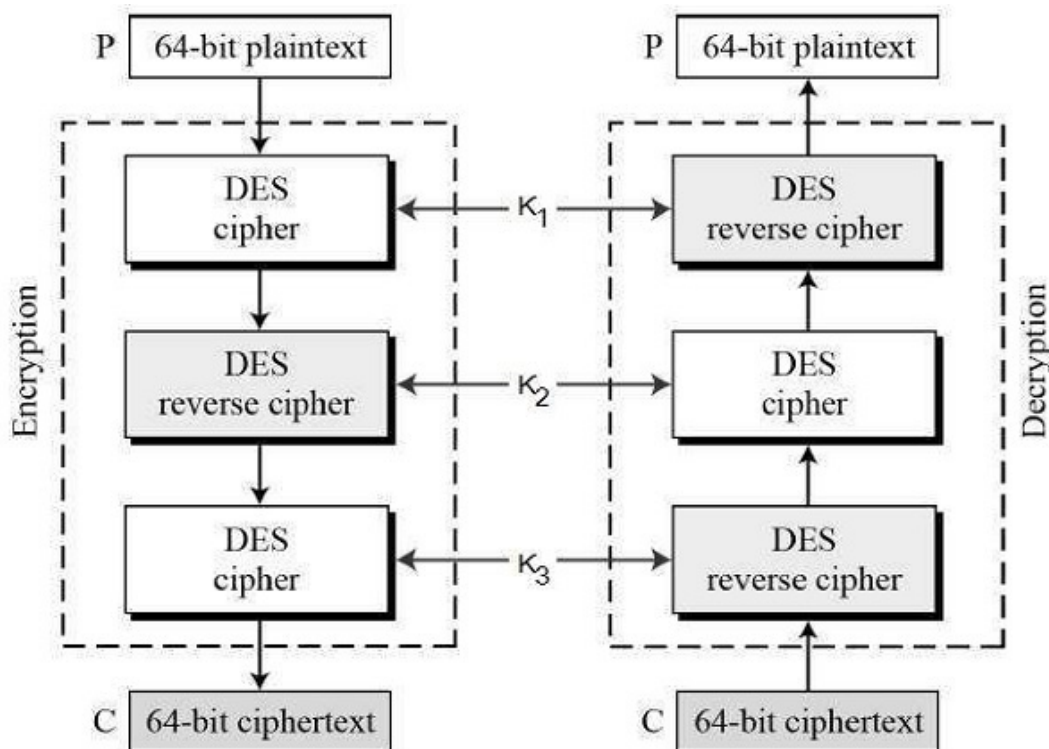 P 64-bit plaintext
Encryption
DES
cipher
K1
DES
reverse cipher
K2
DES
cipher
K3
C 64-bit ciphertext
P 64-bit plaintext
DES
reverse cipher
DES
cipher
DES
reverse cipher
Decryption
C 64-bit ciphertext